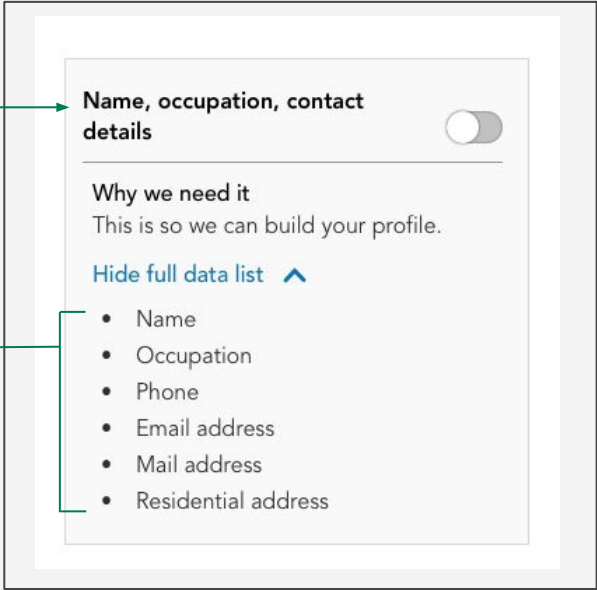 Name, occupation, contact
details
Why we need it
This is so we can build your profile.
Hide full data list
• Name
• Occupation
• Phone
• Email address
• Mail address
• Residential address